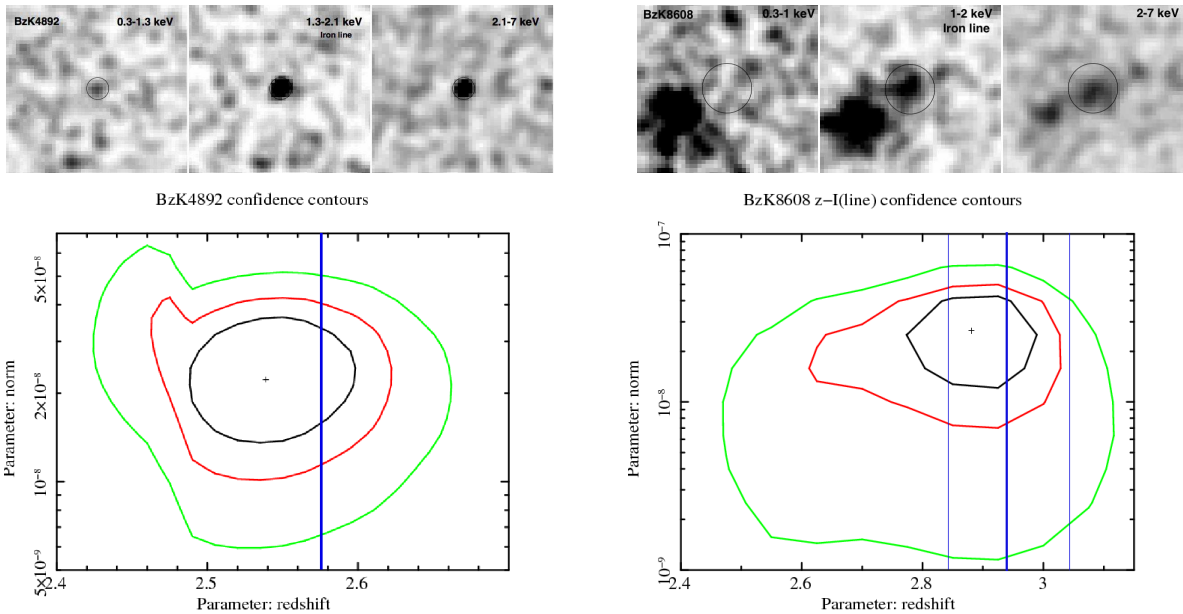 BzK4892 0.3-1.3 keV 1.3-2.1 keV 2.1-7 keV
Iron line
BzK8608 0.3-1 keV 1-2 keV 2-7 keV
Iron line
BzK4892 confidence contours
Parameter: norm
5×10⁻⁸
2×10⁻⁸
10⁻⁸
5×10⁻⁹
2.4 2.5 2.6
Parameter: redshift
BzK8608 z−I(line) confidence contours
Parameter: norm
10⁻⁷
10⁻⁸
10⁻⁹
2.4 2.6 2.8 3
Parameter: redshift